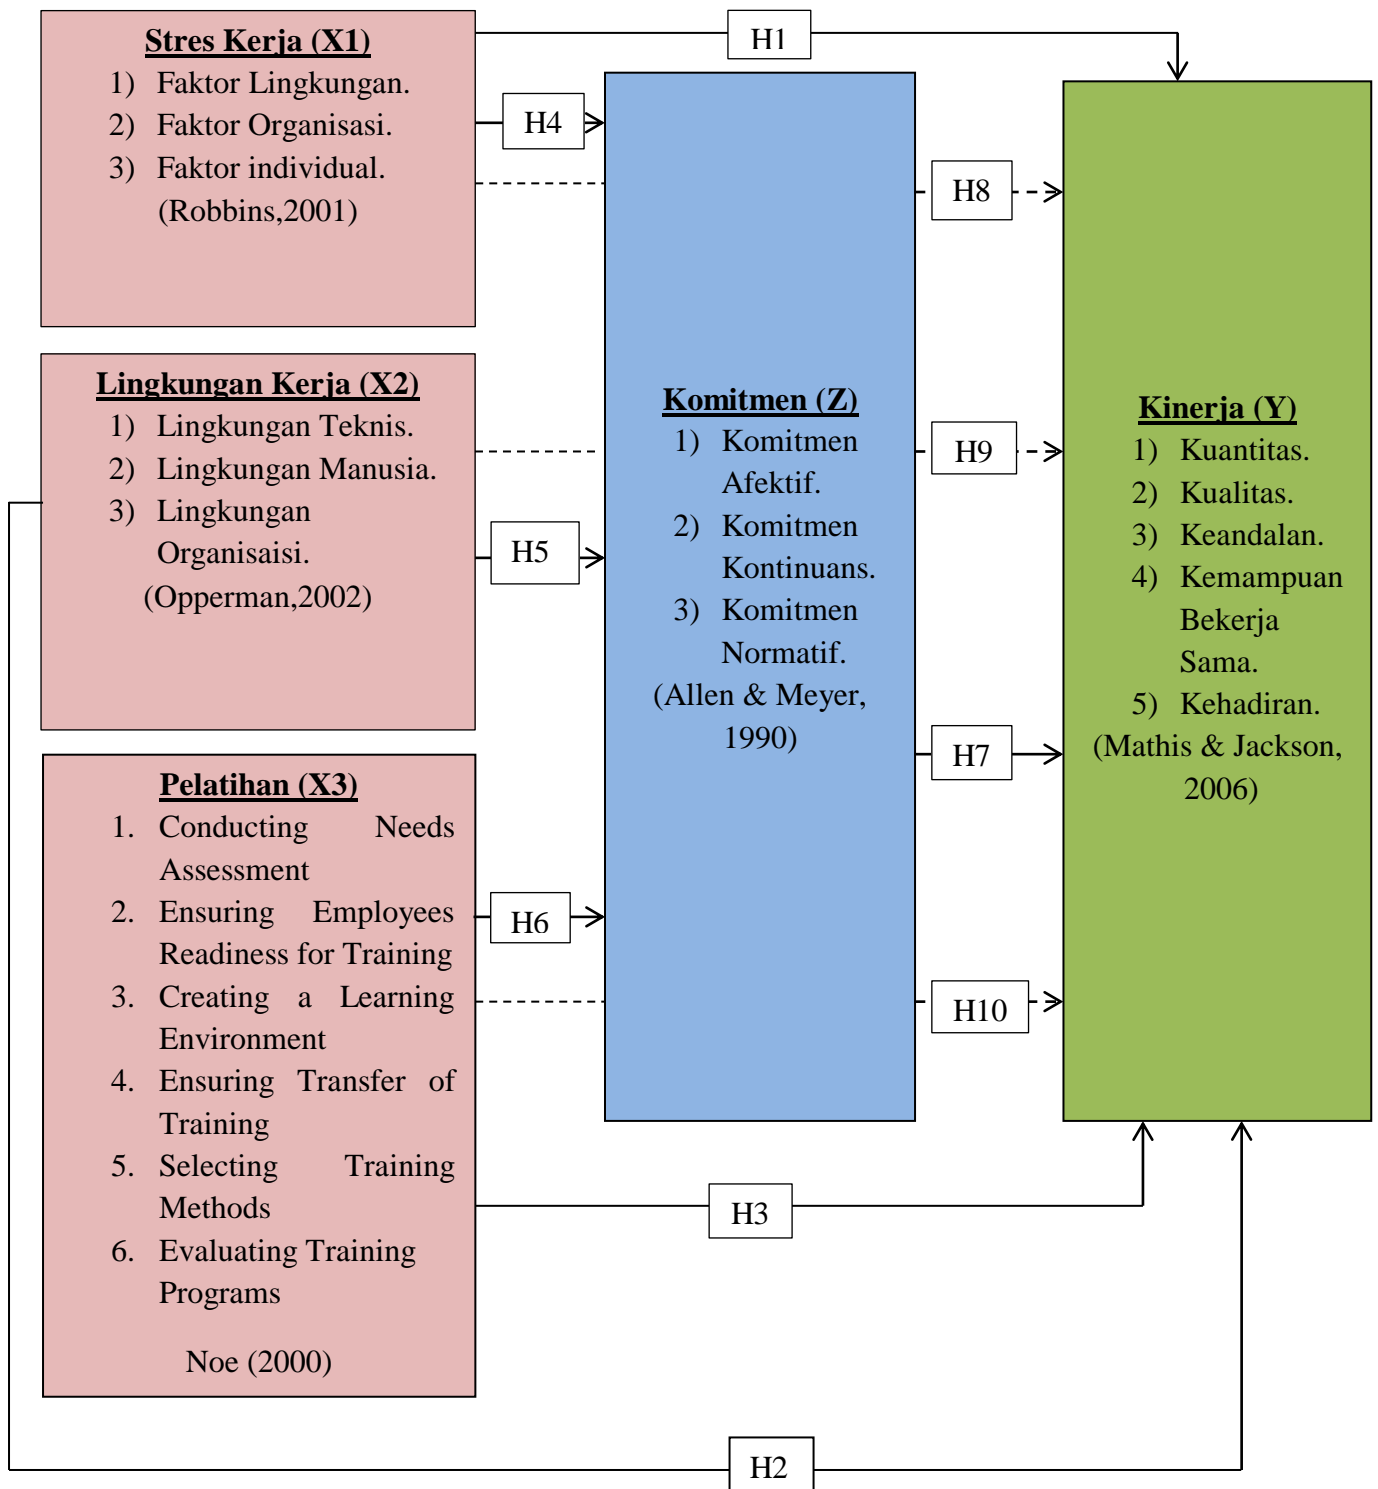 Stres Kerja (X1)
1) Faktor Lingkungan.
2) Faktor Organisasi.
3) Faktor individual.
(Robbins,2001)
H1
H4
Lingkungan Kerja (X2)
1) Lingkungan Teknis.
2) Lingkungan Manusia.
3) Lingkungan
Organisaisi.
(Opperman,2002)
H5
Pelatihan (X3)
1. Conducting Needs
Assessment
2. Ensuring Employees
Readiness for Training
3. Creating a Learning
Environment
4. Ensuring Transfer of
Training
5. Selecting Training
Methods
6. Evaluating Training
Programs
Noe (2000)
H6
Komitmen (Z)
1) Komitmen
Afektif.
2) Komitmen
Kontinuans.
3) Komitmen
Normatif.
(Allen & Meyer,
1990)
H8
H9
H7
H10
Kinerja (Y)
1) Kuantitas.
2) Kualitas.
3) Keandalan.
4) Kemampuan
Bekerja
Sama.
5) Kehadiran.
(Mathis & Jackson,
2006)
H3
H2